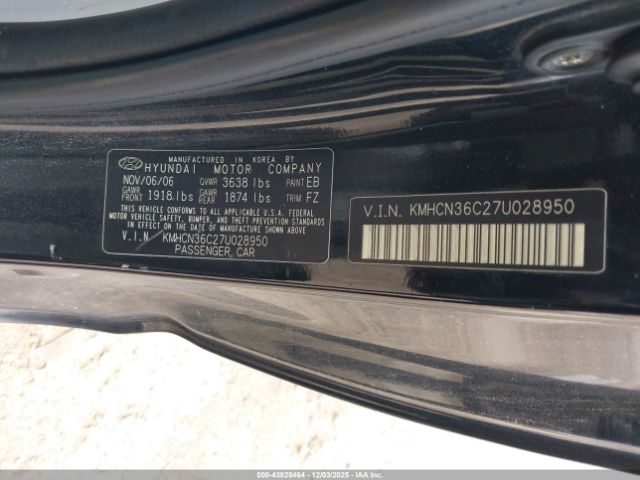 MANUFACTURED IN KOREA BY
HYUNDAI MOTOR COMPANY
NOV/06/06 GVWR 3638 lbs PAINT EB
GAWR FRONT 1918.lbs GAWR REAR 1874 lbs TRIM FZ
THIS VEHICLE CONFORMS TO ALL APPLICABLE U.S. FEDERAL
MOTOR VEHICLE SAFETY, BUMPER, AND
THEFT PREVENTION STANDARDS IN EFFECT ON THE
DATE OF MANUFACTURE SHOWN ABOVE.
V.I.N. KMHCN36C27U028950
PASSENGER CAR
V.I.N. KMHCN36C27U028950
000-43828464 - 12/03/2025 - IAAI.COM